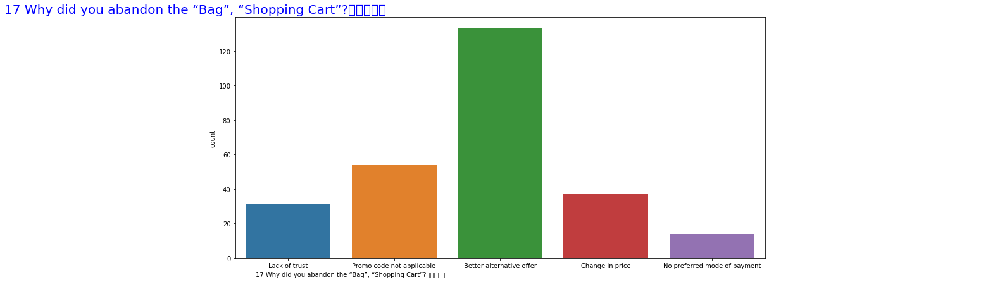 17 Why did you abandon the “Bag”, “Shopping Cart”?
120
100
80
60
40
20
0
count
Lack of trust
Promo code not applicable
Better alternative offer
Change in price
No preferred mode of payment
17 Why did you abandon the “Bag”, “Shopping Cart”?